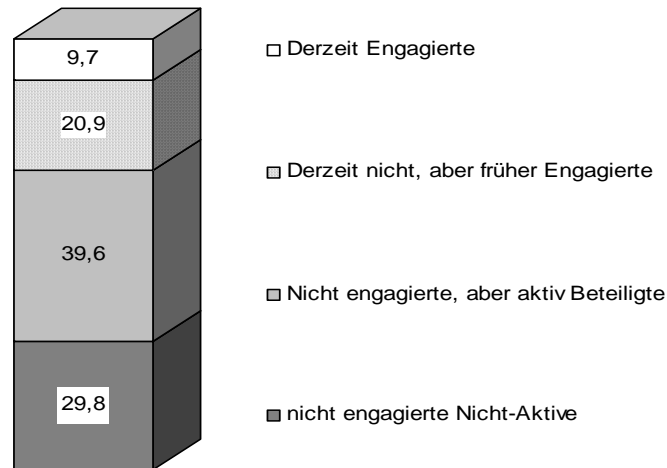 9,7
Derzeit Engagierte
20,9
Derzeit nicht, aber früher Engagierte
39,6
Nicht engagierte, aber aktiv Beteiligte
29,8
nicht engagierte Nicht-Aktive